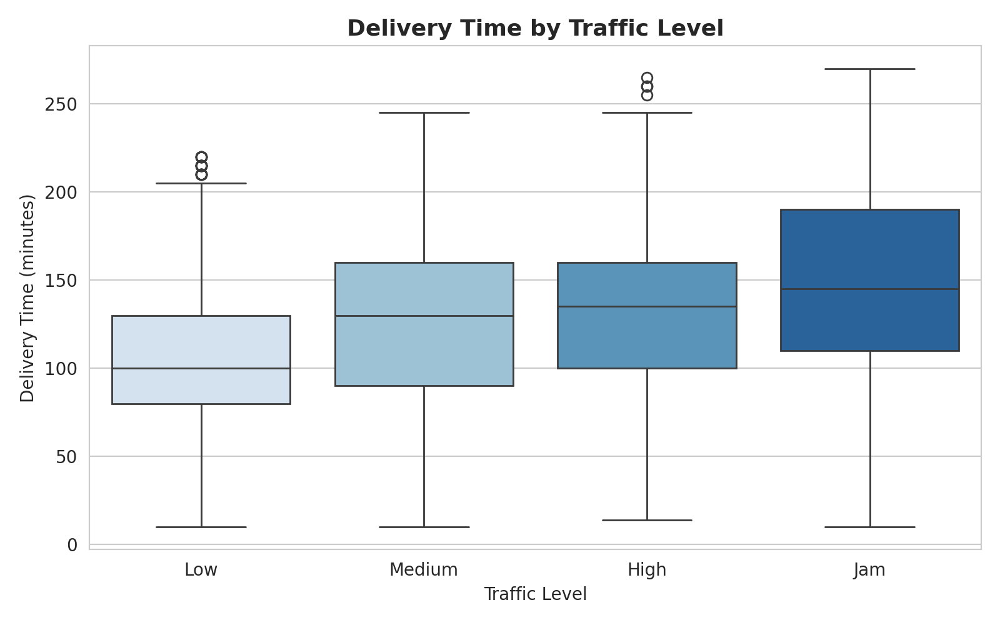 Delivery Time by Traffic Level
Delivery Time (minutes)
250
200
150
100
50
0
Low
Medium
High
Jam
Traffic Level